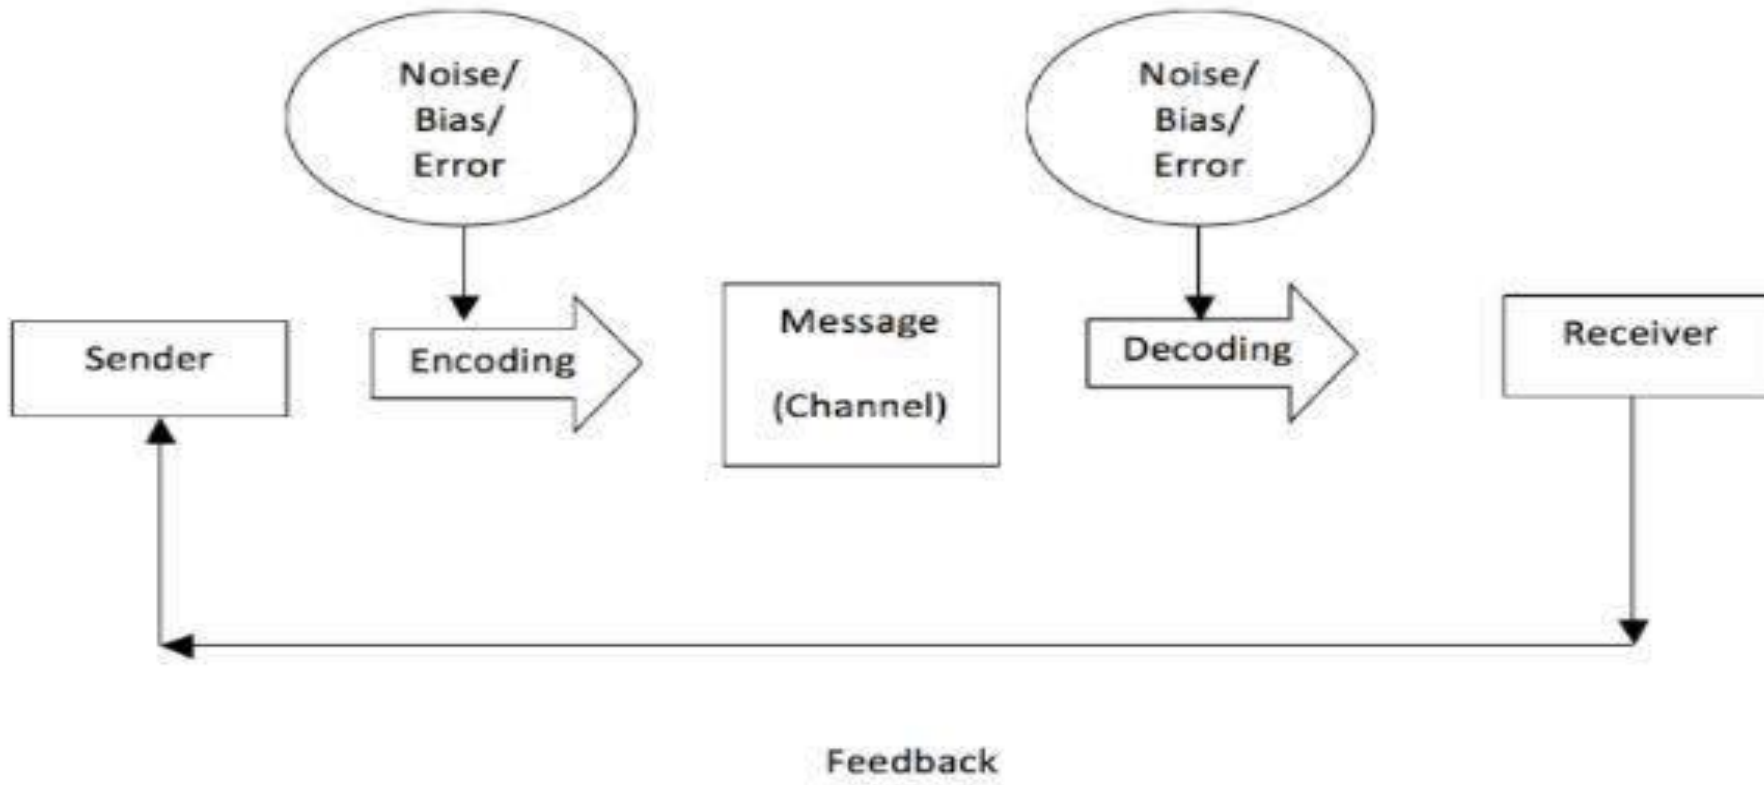 Noise/
Bias/
Error
Noise/
Bias/
Error
Sender
Encoding
Message
(Channel)
Decoding
Receiver
Feedback